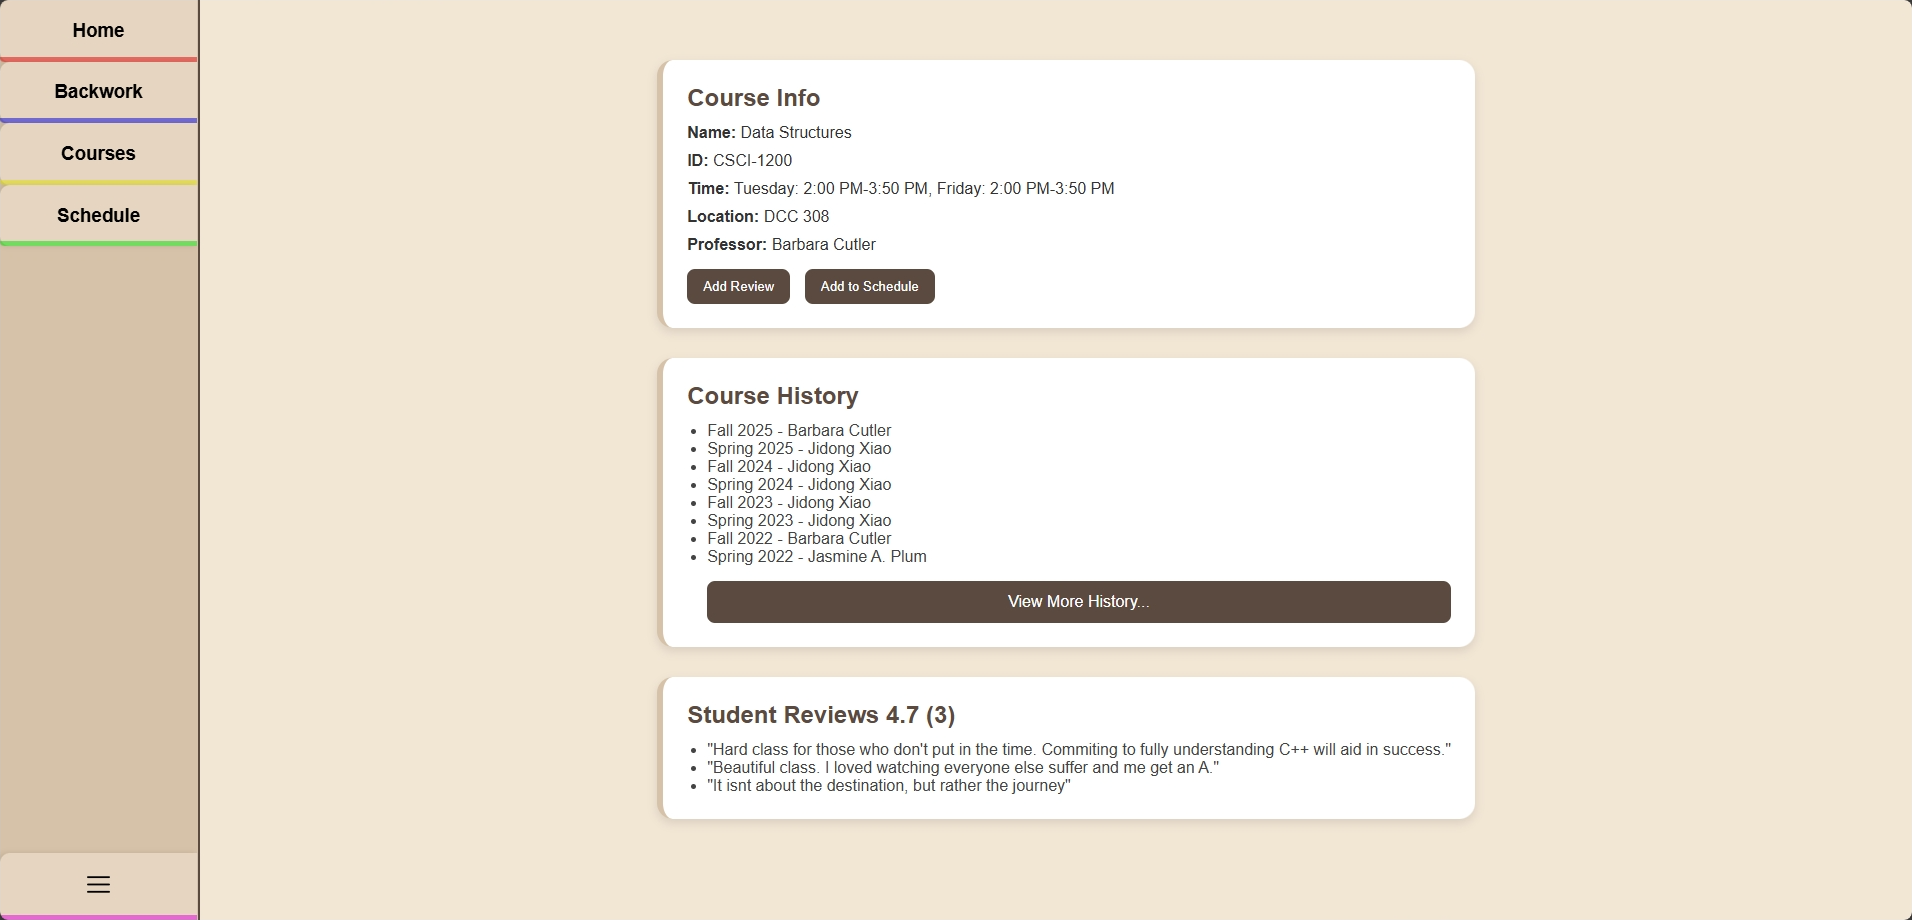 Home
Backwork
Courses
Schedule
Course Info
Name: Data Structures
ID: CSCI-1200
Time: Tuesday: 2:00 PM-3:50 PM, Friday: 2:00 PM-3:50 PM
Location: DCC 308
Professor: Barbara Cutler
Add Review
Add to Schedule
Course History
Fall 2025 - Barbara Cutler
Spring 2025 - Jidong Xiao
Fall 2024 - Jidong Xiao
Spring 2024 - Jidong Xiao
Fall 2023 - Jidong Xiao
Spring 2023 - Jidong Xiao
Fall 2022 - Barbara Cutler
Spring 2022 - Jasmine A. Plum
View More History...
Student Reviews 4.7 (3)
"Hard class for those who don't put in the time. Commiting to fully understanding C++ will aid in success."
"Beautiful class. I loved watching everyone else suffer and me get an A."
"It isnt about the destination, but rather the journey"